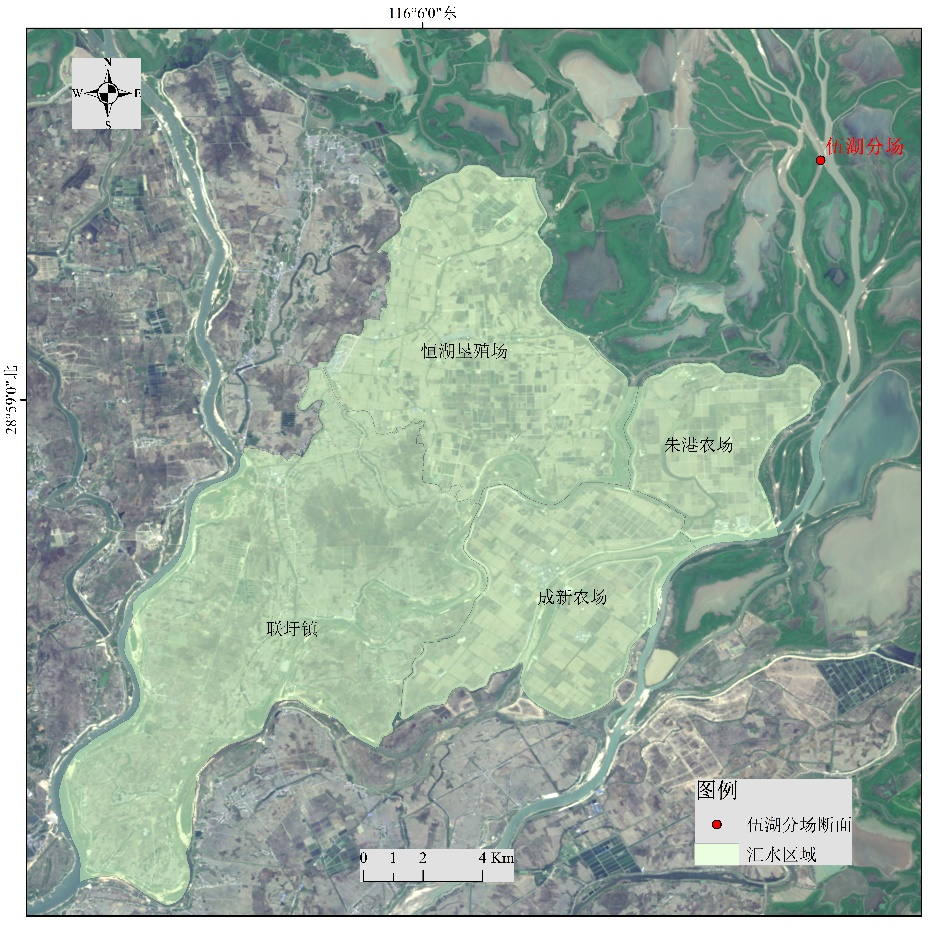 116°6'0"东
N
W E
S
伍湖分场
恒湖垦殖场
28°59'0"北
朱港农场
成新农场
联圩镇
图例
伍湖分场断面
汇水区域
0 1 2 4 Km